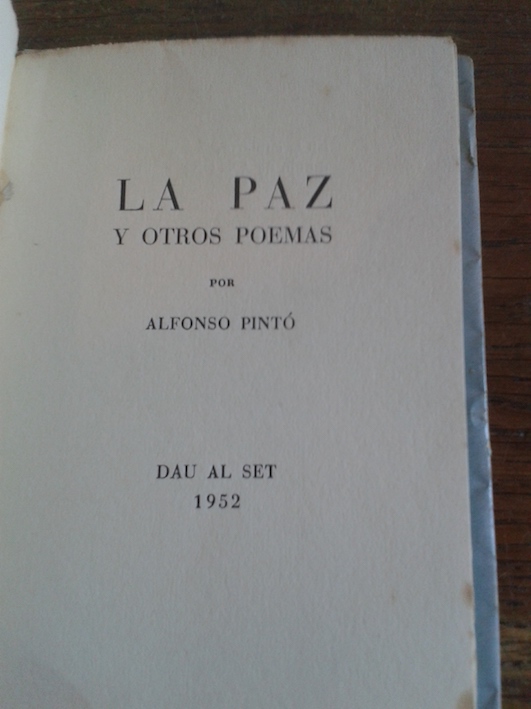 LA PAZ
Y OTROS POEMAS
POR
ALFONSO PINTÓ
DAU AL SET
1952